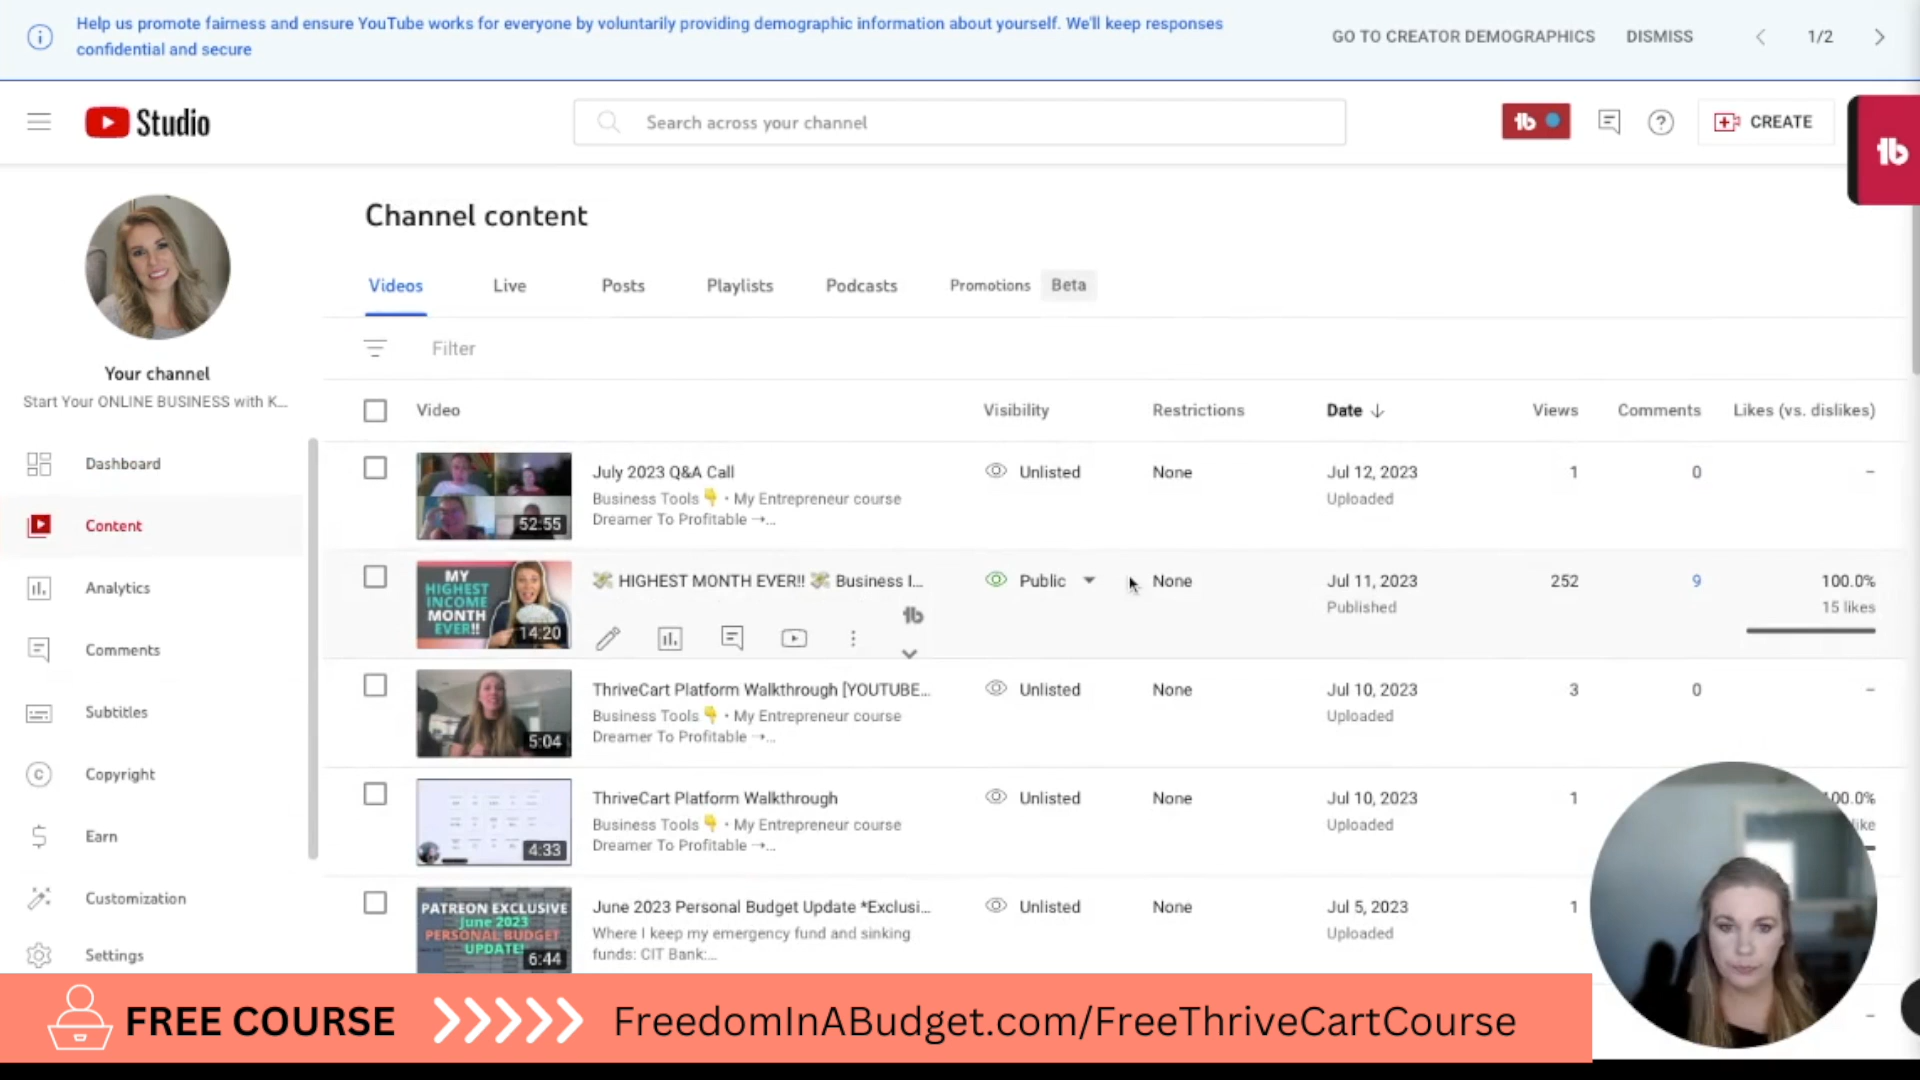 Help us promote fairness and ensure YouTube works for everyone by voluntarily providing demographic information about yourself. We'll keep responses
confidential and secure
GO TO CREATOR DEMOGRAPHICS
DISMISS
1/2
Studio
Search across your channel
CREATE
Channel content
Videos
Live
Posts
Playlists
Podcasts
Promotions
Beta
Filter
Your channel
Start Your ONLINE BUSINESS with K...
Dashboard
Content
Analytics
Comments
Subtitles
Copyright
Earn
Customization
Settings
Video
Visibility
Restrictions
Date
Views
Comments
Likes (vs. dislikes)
52:55
July 2023 Q&A Call
Business Tools 👇 • My Entrepreneur course
Dreamer To Profitable →...
Unlisted
None
Jul 12, 2023
Uploaded
1
0
–
MY
HIGHEST
INCOME
MONTH
EVER!!
14:20
💸 HIGHEST MONTH EVER!! 💸 Business I...
Public
None
Jul 11, 2023
Published
252
9
100.0%
15 likes
5:04
ThriveCart Platform Walkthrough [YOUTUBE...
Business Tools 👇 • My Entrepreneur course
Dreamer To Profitable →...
Unlisted
None
Jul 10, 2023
Uploaded
3
0
–
4:33
ThriveCart Platform Walkthrough
Business Tools 👇 • My Entrepreneur course
Dreamer To Profitable →...
Unlisted
None
Jul 10, 2023
Uploaded
1
00.0%
like
PATREON EXCLUSIVE
June 2023
PERSONAL BUDGET
UPDATE!
6:44
June 2023 Personal Budget Update *Exclusi...
Where I keep my emergency fund and sinking
funds: CIT Bank:...
Unlisted
None
Jul 5, 2023
Uploaded
1
–
FREE COURSE
FreedomInABudget.com/FreeThriveCartCourse